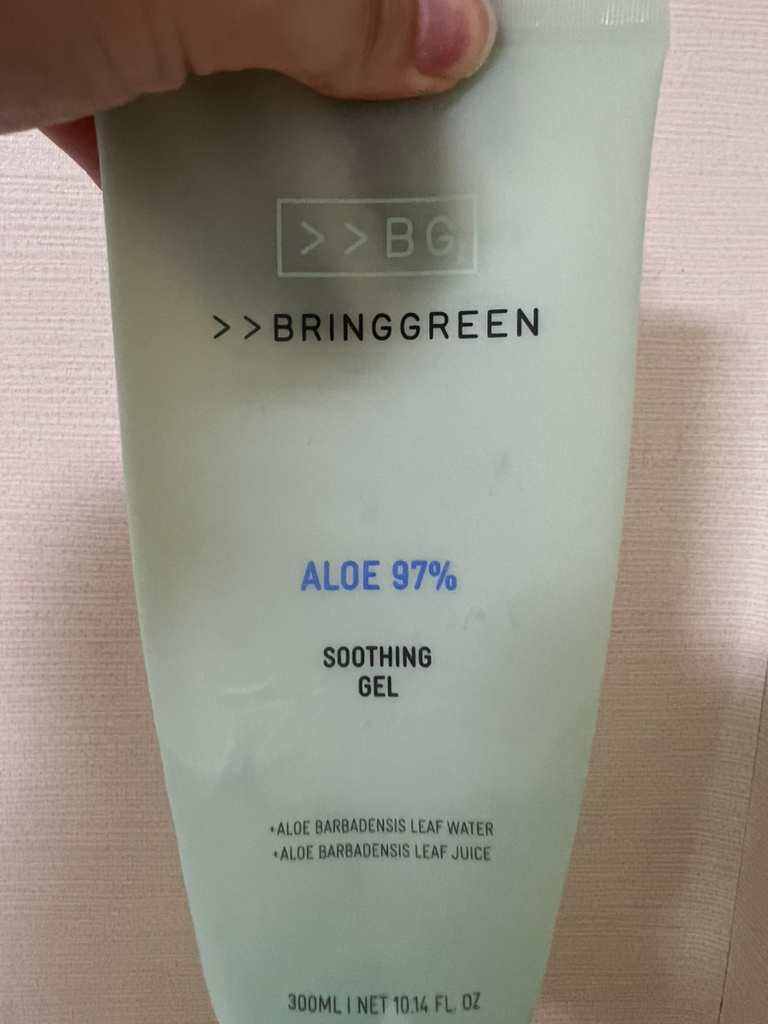 >>BG
>>BRINGGREEN
ALOE 97%
SOOTHING
GEL
+ALOE BARBADENSIS LEAF WATER
+ALOE BARBADENSIS LEAF JUICE
300ML | NET 10.14 FL. OZ